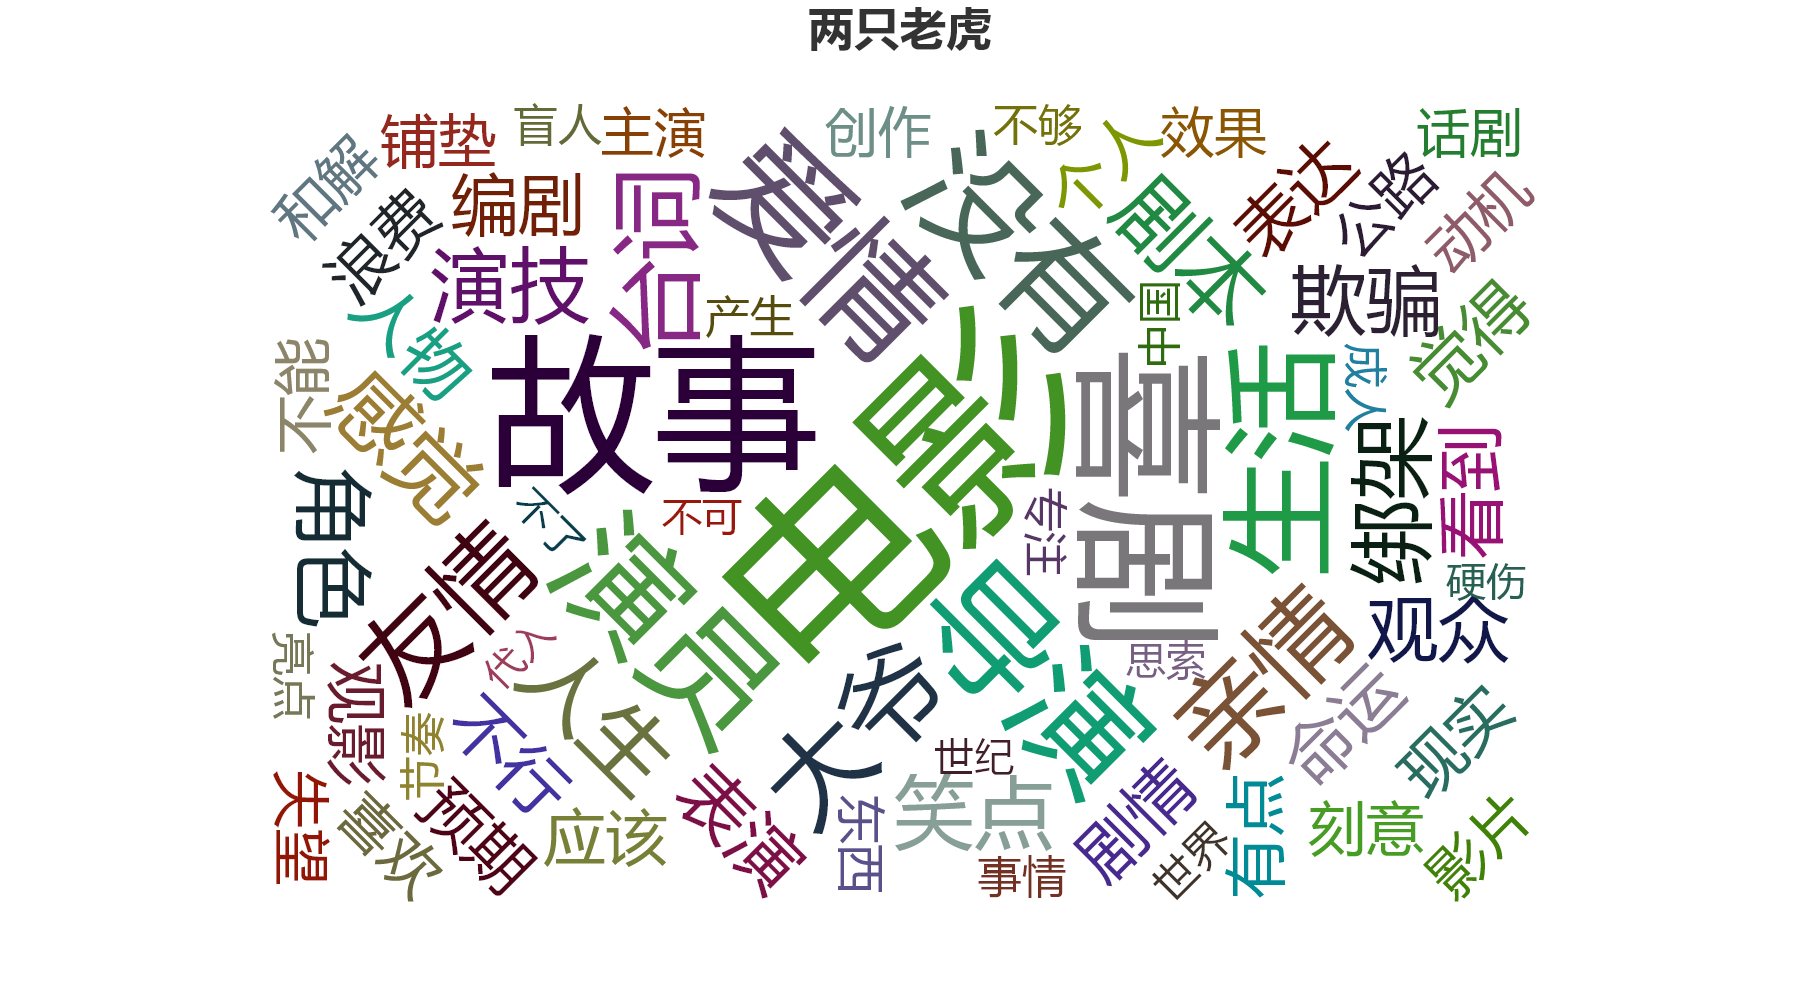 两只老虎
盲人
主演
创作
不够
个人
效果
话剧
铺垫
和解
编剧
台词
爱情
没有
剧本
表达
公路
动机
浪费
演技
产生
中国
欺骗
觉得
人物
故事
电影
喜剧
生活
成人
不能
感觉
绑架
看到
角色
不了
不可
专注
友情
演员
导演
硬伤
观众
亮点
代人
人生
大爷
思索
亲情
命运
现实
观影
节奏
不行
世纪
失望
喜欢
预期
应该
表演
东西
笑点
事情
剧情
世界
有点
刻意
影片